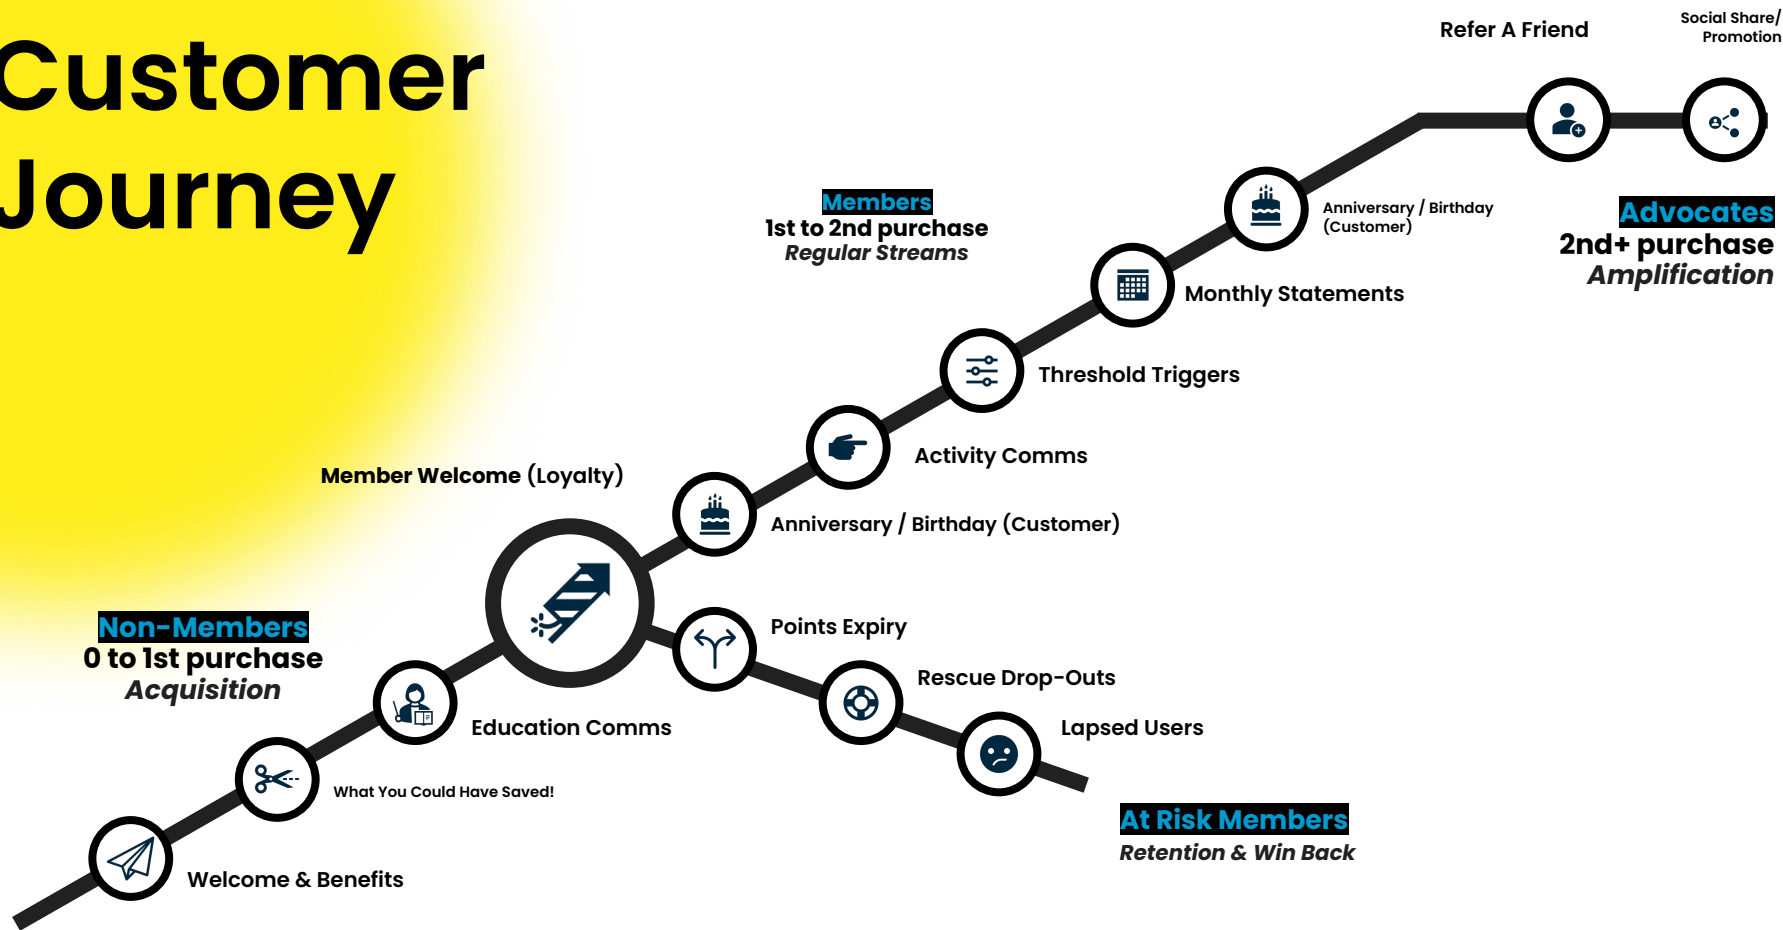 Customer
Journey
Refer A Friend
Social Share/
Promotion
Members
1st to 2nd purchase
Regular Streams
Anniversary / Birthday
(Customer)
Advocates
2nd+ purchase
Amplification
Monthly Statements
Threshold Triggers
Activity Comms
Member Welcome (Loyalty)
Anniversary / Birthday (Customer)
Non-Members
0 to 1st purchase
Acquisition
Points Expiry
Rescue Drop-Outs
Lapsed Users
Education Comms
What You Could Have Saved!
At Risk Members
Retention & Win Back
Welcome & Benefits